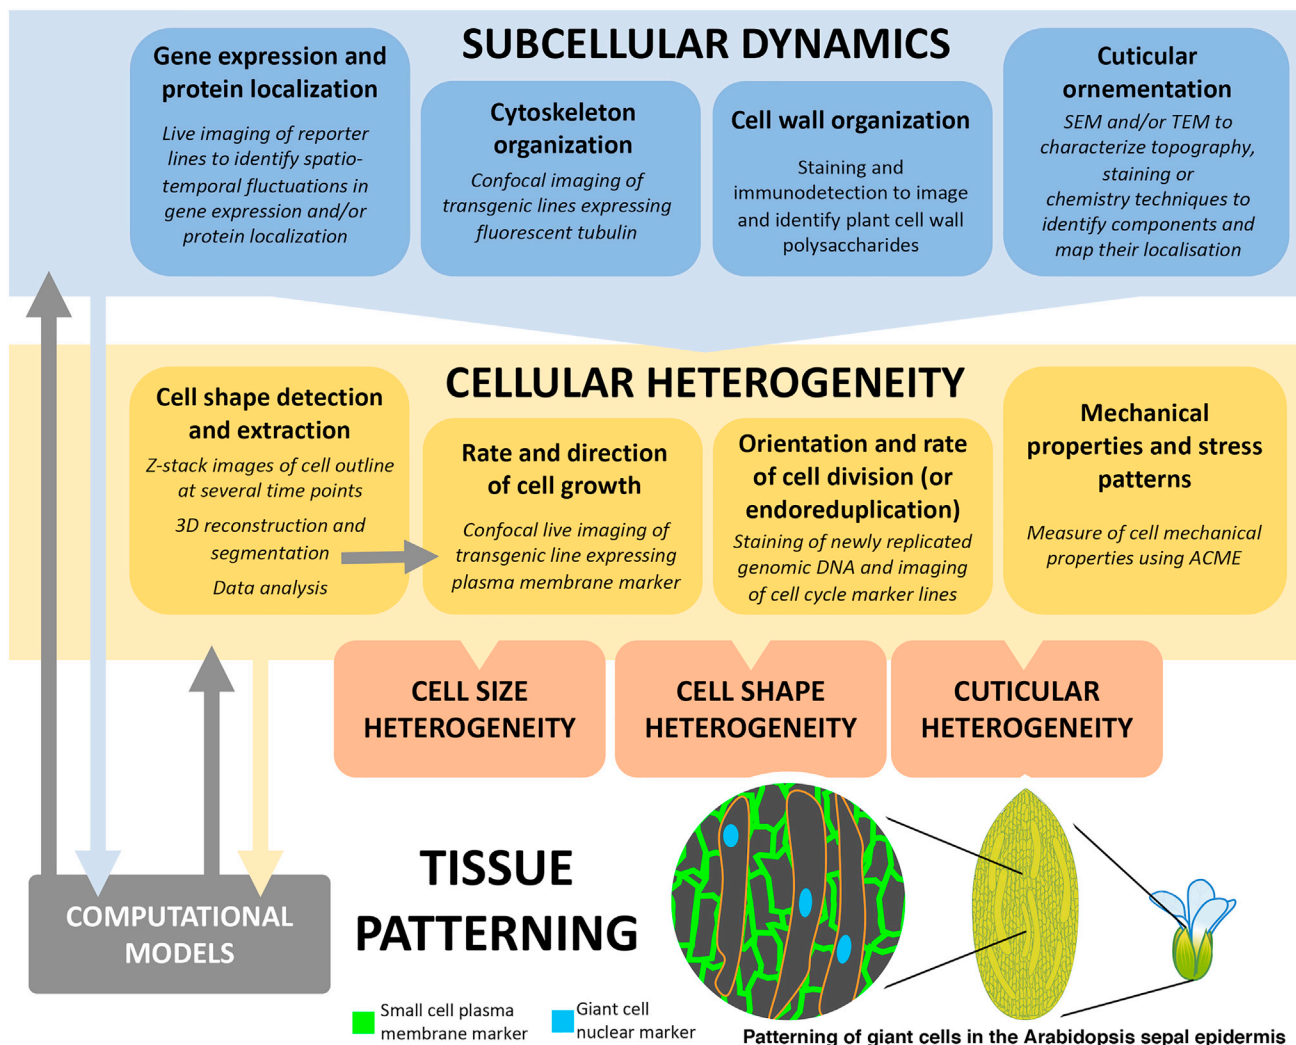 SUBCELLULAR DYNAMICS
Gene expression and
protein localization
Live imaging of reporter
lines to identify spatio-
temporal fluctuations in
gene expression and/or
protein localization
Cytoskeleton
organization
Confocal imaging of
transgenic lines expressing
fluorescent tubulin
Cell wall organization
Staining and
immunodetection to image
and identify plant cell wall
polysaccharides
Cuticular
ornementation
SEM and/or TEM to
characterize topography,
staining or
chemistry techniques to
identify components and
map their localisation
CELLULAR HETEROGENEITY
Cell shape detection
and extraction
Z-stack images of cell outline
at several time points
3D reconstruction and
segmentation
Data analysis
Rate and direction
of cell growth
Confocal live imaging of
transgenic line expressing
plasma membrane marker
Orientation and rate
of cell division (or
endoreduplication)
Staining of newly replicated
genomic DNA and imaging
of cell cycle marker lines
Mechanical
properties and stress
patterns
Measure of cell mechanical
properties using ACME
CELL SIZE
HETEROGENEITY
CELL SHAPE
HETEROGENEITY
CUTICULAR
HETEROGENEITY
COMPUTATIONAL
MODELS
TISSUE
PATTERNING
Small cell plasma
membrane marker
Giant cell
nuclear marker
Patterning of giant cells in the Arabidopsis sepal epidermis